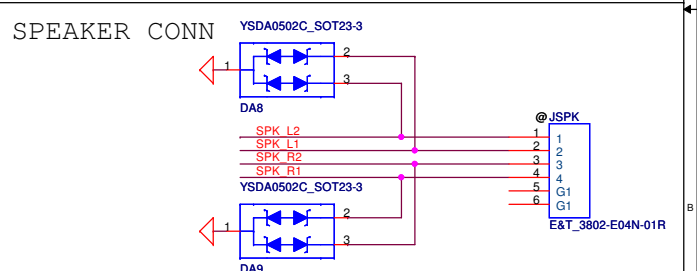 SPEAKER CONN
YSDA0502C_SOT23-3
1
2
3
DA8
@ JSPK
SPK_L2
1
1
SPK_L1
2
2
SPK_R2
3
3
SPK_R1
4
4
5
G1
6
G1
YSDA0502C_SOT23-3
E&T_3802-E04N-01R
1
2
3
DA9
B